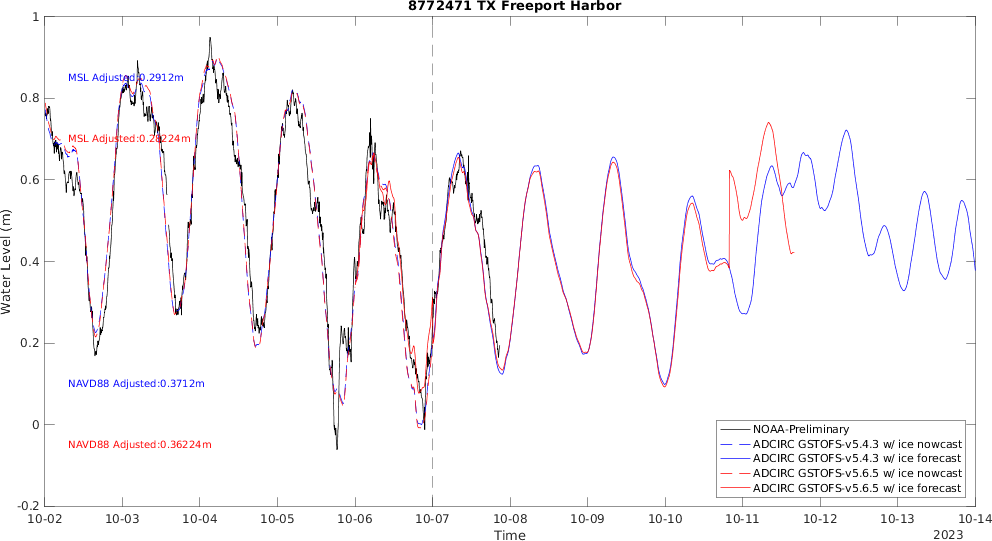 8772471 TX Freeport Harbor
1
0.8
0.6
0.4
0.2
0
-0.2
Water Level (m)
MSL Adjusted:0.2912m
MSL Adjusted:0.28224m
NAVD88 Adjusted:0.3712m
NAVD88 Adjusted:0.36224m
NOAA-Preliminary
ADCIRC GSTOFS-v5.4.3 w/ ice nowcast
ADCIRC GSTOFS-v5.4.3 w/ ice forecast
ADCIRC GSTOFS-v5.6.5 w/ ice nowcast
ADCIRC GSTOFS-v5.6.5 w/ ice forecast
10-02 10-03 10-04 10-05 10-06 10-07 10-08 10-09 10-10 10-11 10-12 10-13 10-14
Time
2023